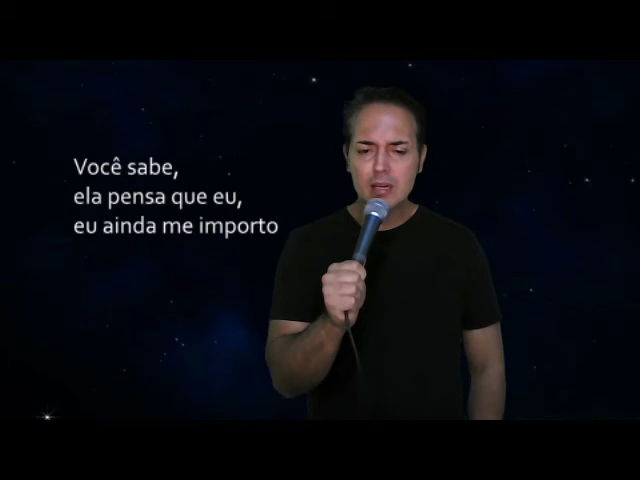 Você sabe,
ela pensa que eu,
eu ainda me importo